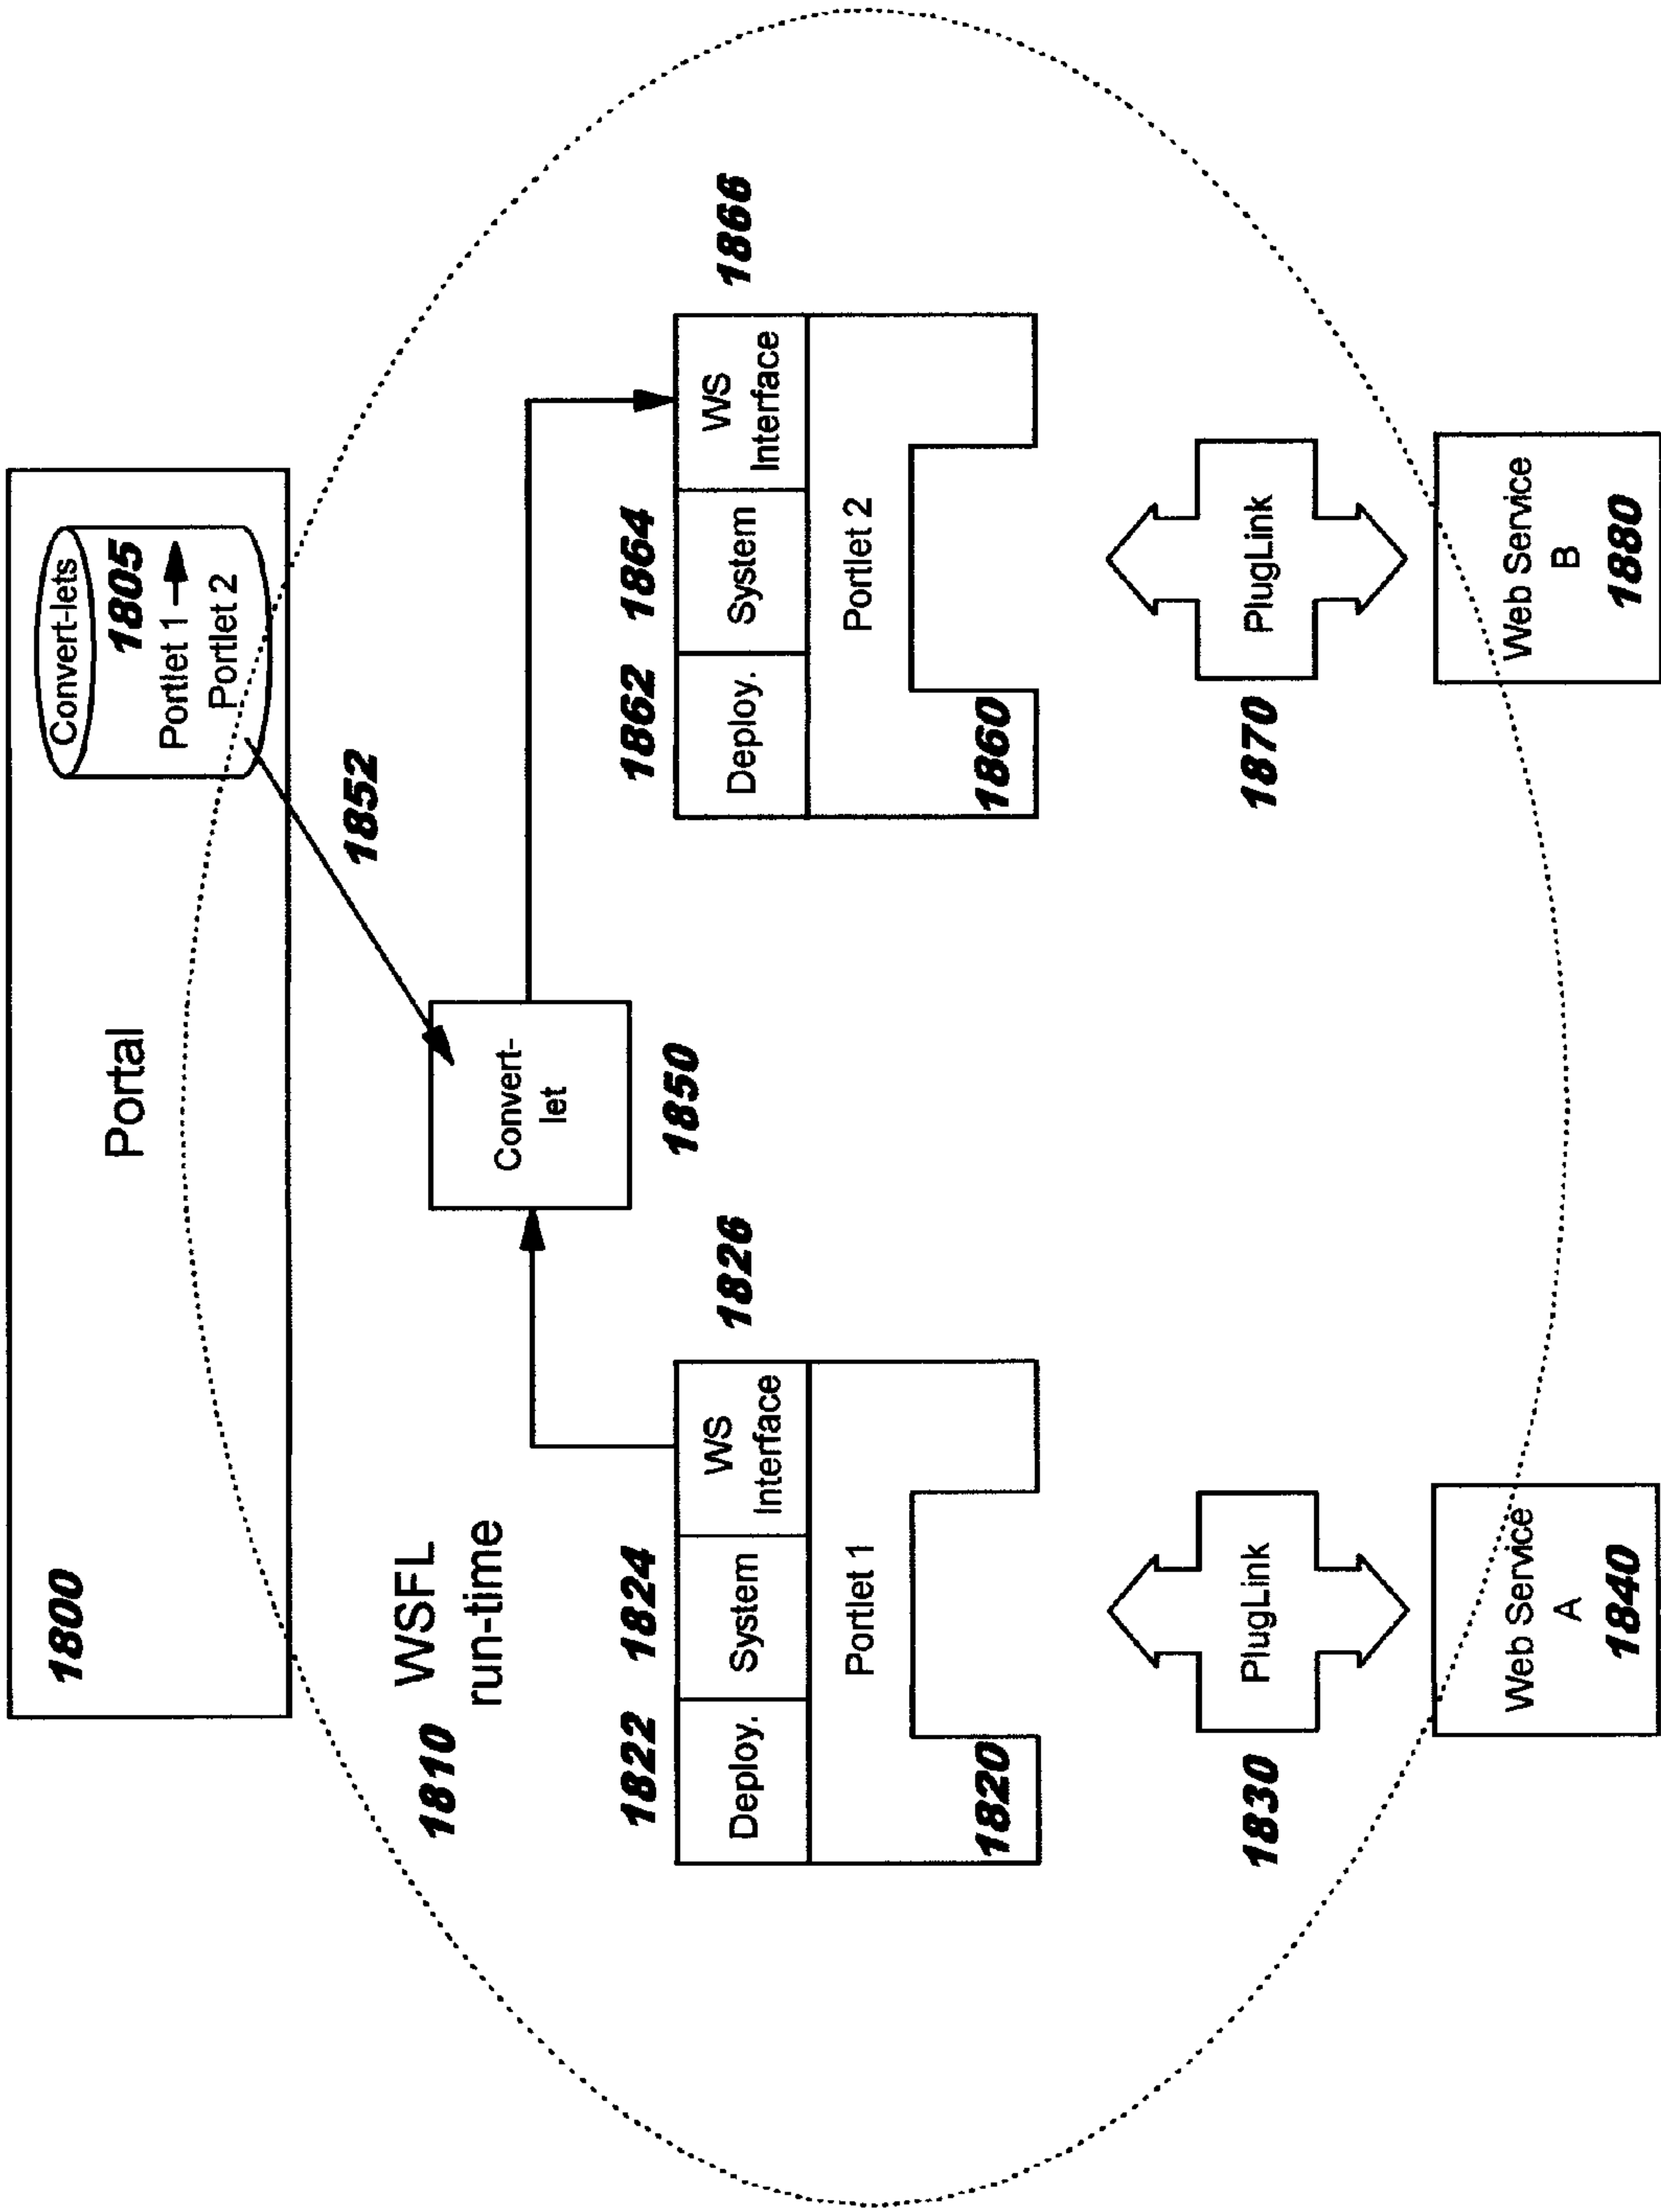 1800
Portal
Convert-lets
1805
Portlet 1
Portlet 2
1852
1810
WSFL
run-time
Convert-
let
1850
1822
1824
1826
Deploy.
System
WS
Interface
Portlet 1
1820
1862
1864
1866
Deploy.
System
WS
Interface
Portlet 2
1860
1830
PlugLink
1870
PlugLink
Web Service
A
1840
Web Service
B
1880